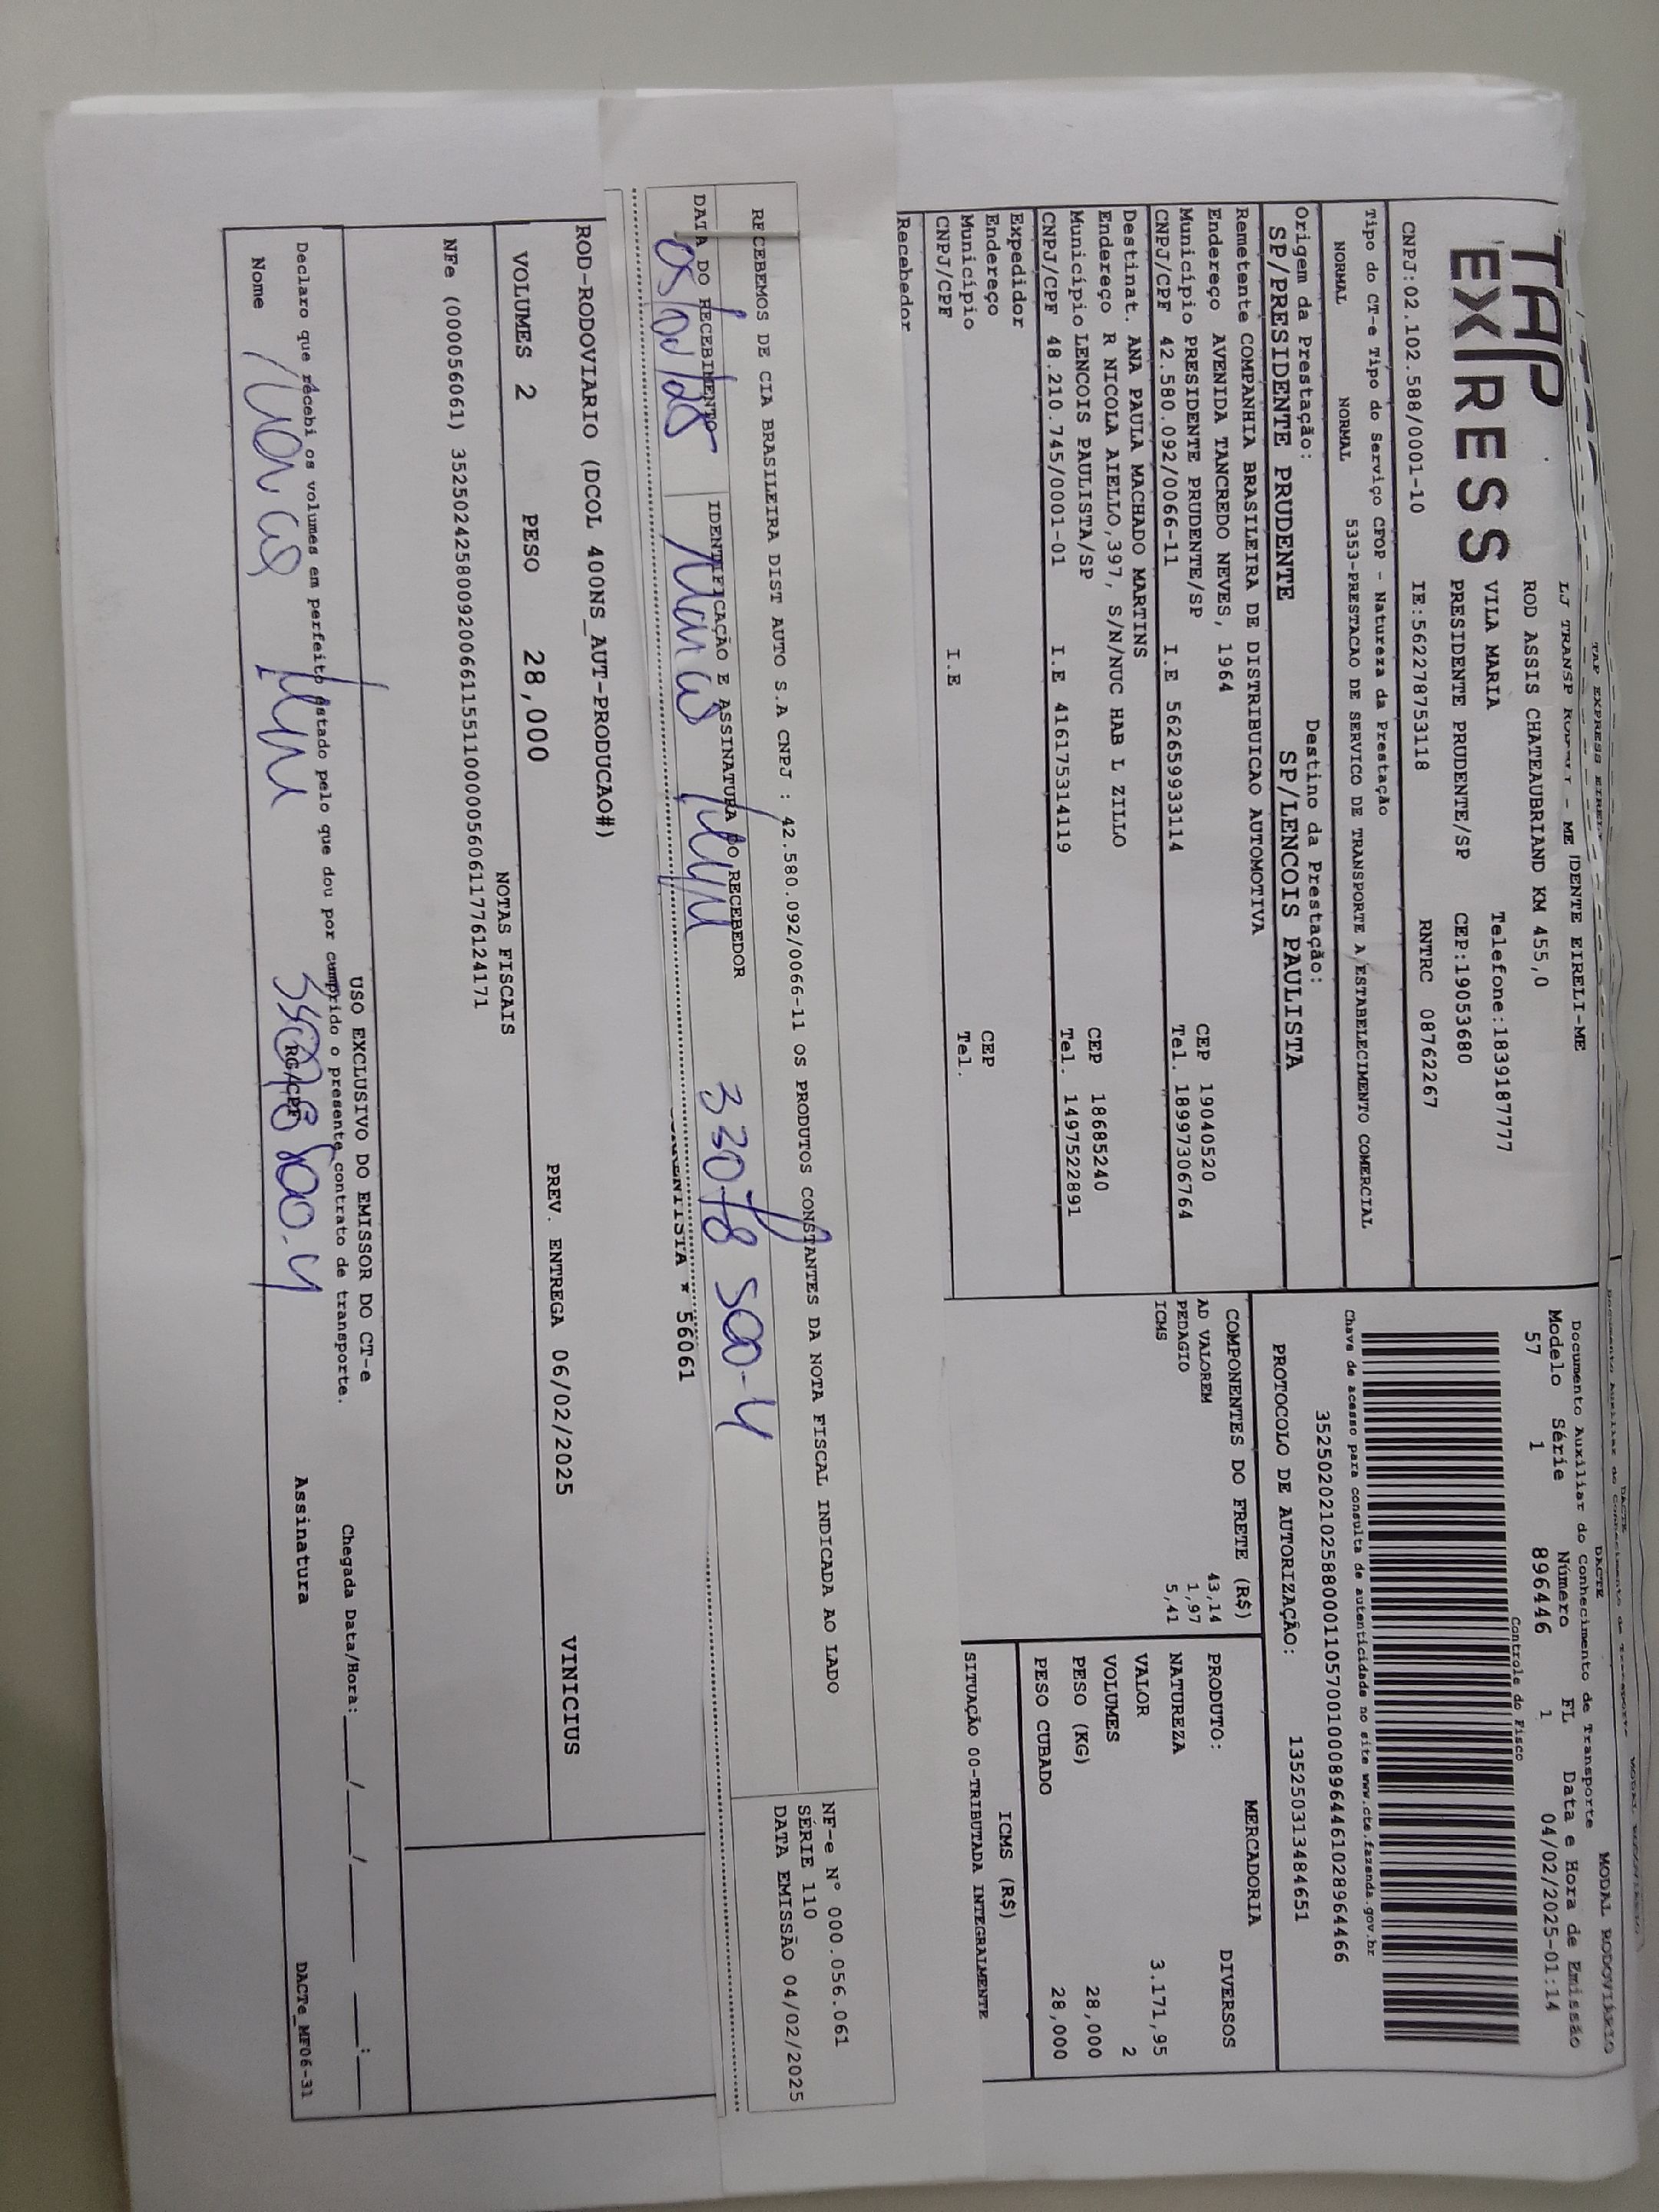 TAP EXPRESS
LJ TRANSP
- ME
IDENTE EIRELI-ME
ROD ASSIS CHATEAUBRIAND KM 455,0
VILA MARIA Telefone:1839187777
PRESIDENTE PRUDENTE/SP CEP:19053680
CNPJ:02.102.588/0001-10 IE:562278753118 RNTRC 08762267
Tipo do CT-e Tipo do Serviço CFOP - Natureza da Prestação
NORMAL NORMAL 5353-PRESTACAO DE SERVICO DE TRANSPORTE A ESTABELECIMENTO COMERCIAL
Origem da Prestação: Destino da Prestação:
SP/PRESIDENTE PRUDENTE SP/LENCOIS PAULISTA
Remetente COMPANHIA BRASILEIRA DE DISTRIBUICAO AUTOMOTIVA
Endereço AVENIDA TANCREDO NEVES, 1964 CEP 19040520
Município PRESIDENTE PRUDENTE/SP Tel. 18997306764
CNPJ/CPF 42.580.092/0066-11 I.E 562659933114
Destinat. ANA PAULA MACHADO MARTINS
Endereço R NICOLA AIELLO,397, S/N/NUC HAB L ZILLO CEP 18685240
Município LENCOIS PAULISTA/SP Tel. 1497522891
CNPJ/CPF 48.210.745/0001-01 I.E 416175314119
Expedidor
Endereço CEP
Município Tel.
CNPJ/CPF I.E
Recebedor
DACTE MODAL RODOVIÁRIO
Documento Auxiliar do Conhecimento de Transporte
Modelo Série Número FL Data e Hora de Emissão
57 1 896446 1 04/02/2025-01:14
Controle do Fisco
Chave de acesso para consulta de autenticidade no site www.cte.fazenda.gov.br
35250202102588000110570010008964461028964466
PROTOCOLO DE AUTORIZAÇÃO: 135250313484651
COMPONENTES DO FRETE (R$)
AD VALOREM 43,14
PEDAGIO 1,97
ICMS 5,41
MERCADORIA
PRODUTO: DIVERSOS
NATUREZA
VALOR 3.171,95
VOLUMES 2
PESO (KG) 28,000
PESO CUBADO 28,000
ICMS (R$)
SITUAÇÃO 00-TRIBUTADA INTEGRALMENTE
RECEBEMOS DE CIA BRASILEIRA DIST AUTO S.A CNPJ : 42.580.092/0066-11 OS PRODUTOS CONSTANTES DA NOTA FISCAL INDICADA AO LADO
NF-e Nº 000.056.061
SÉRIE 110
DATA EMISSÃO 04/02/2025
DATA DO RECEBIMENTO IDENTIFICAÇÃO E ASSINATURA DO RECEBEDOR
33078 500-4
* 56061
ROD-RODOVIARIO (DCOL 400NS_AUT-PRODUCAO#)
VOLUMES 2 PESO 28,000 PREV. ENTREGA 06/02/2025 VINICIUS
NOTAS FISCAIS
NFe (000056061) 35250242580092006611551100000560611776124171
USO EXCLUSIVO DO EMISSOR DO CT-e
Declaro que recebi os volumes em perfeito estado pelo que dou por cumprido o presente contrato de transporte.
Chegada Data/Hora:___/___/_____ ___:___
Nome RG/CPF Assinatura DACTe_MF06-31